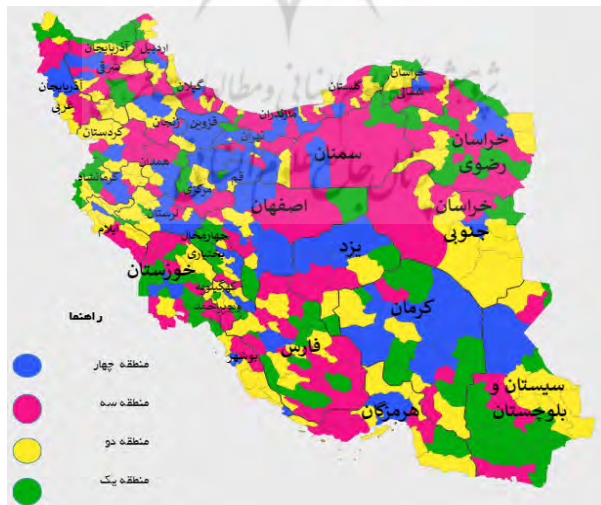 آذربایجان
شرقی
اردبیل
آذربایجان
غربی
گیلان
گلستان
خراسان
شمالی
کردستان
زنجان
قزوین
مازندران
تهران
سمنان
خراسان
رضوی
همدان
کرمانشاه
مرکزی
قم
لرستان
ایلام
اصفهان
خراسان
جنوبی
چهارمحال
بختیاری
یزد
خوزستان
کهگیلویه
وبویراحمد
کرمان
فارس
بوشهر
هرمزگان
سیستان و
بلوچستان
راهنما
منطقه چهار
منطقه سه
منطقه دو
منطقه یک